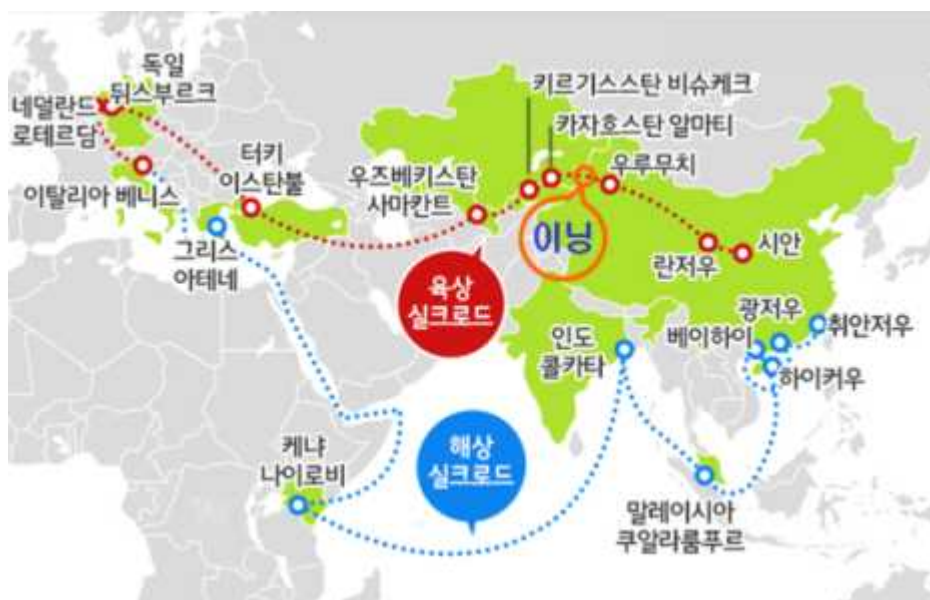 독일
뒤스부르크
네덜란드
로테르담
이탈리아 베니스
터키
이스탄불
그리스
아테네
우즈베키스탄
사마칸트
키르기스스탄 비슈케크
카자흐스탄 알마티
우루무치
이닝
란저우
시안
육상
실크로드
인도
콜카타
광저우
베이하이
취안저우
하이커우
케냐
나이로비
해상
실크로드
말레이시아
쿠알라룸푸르